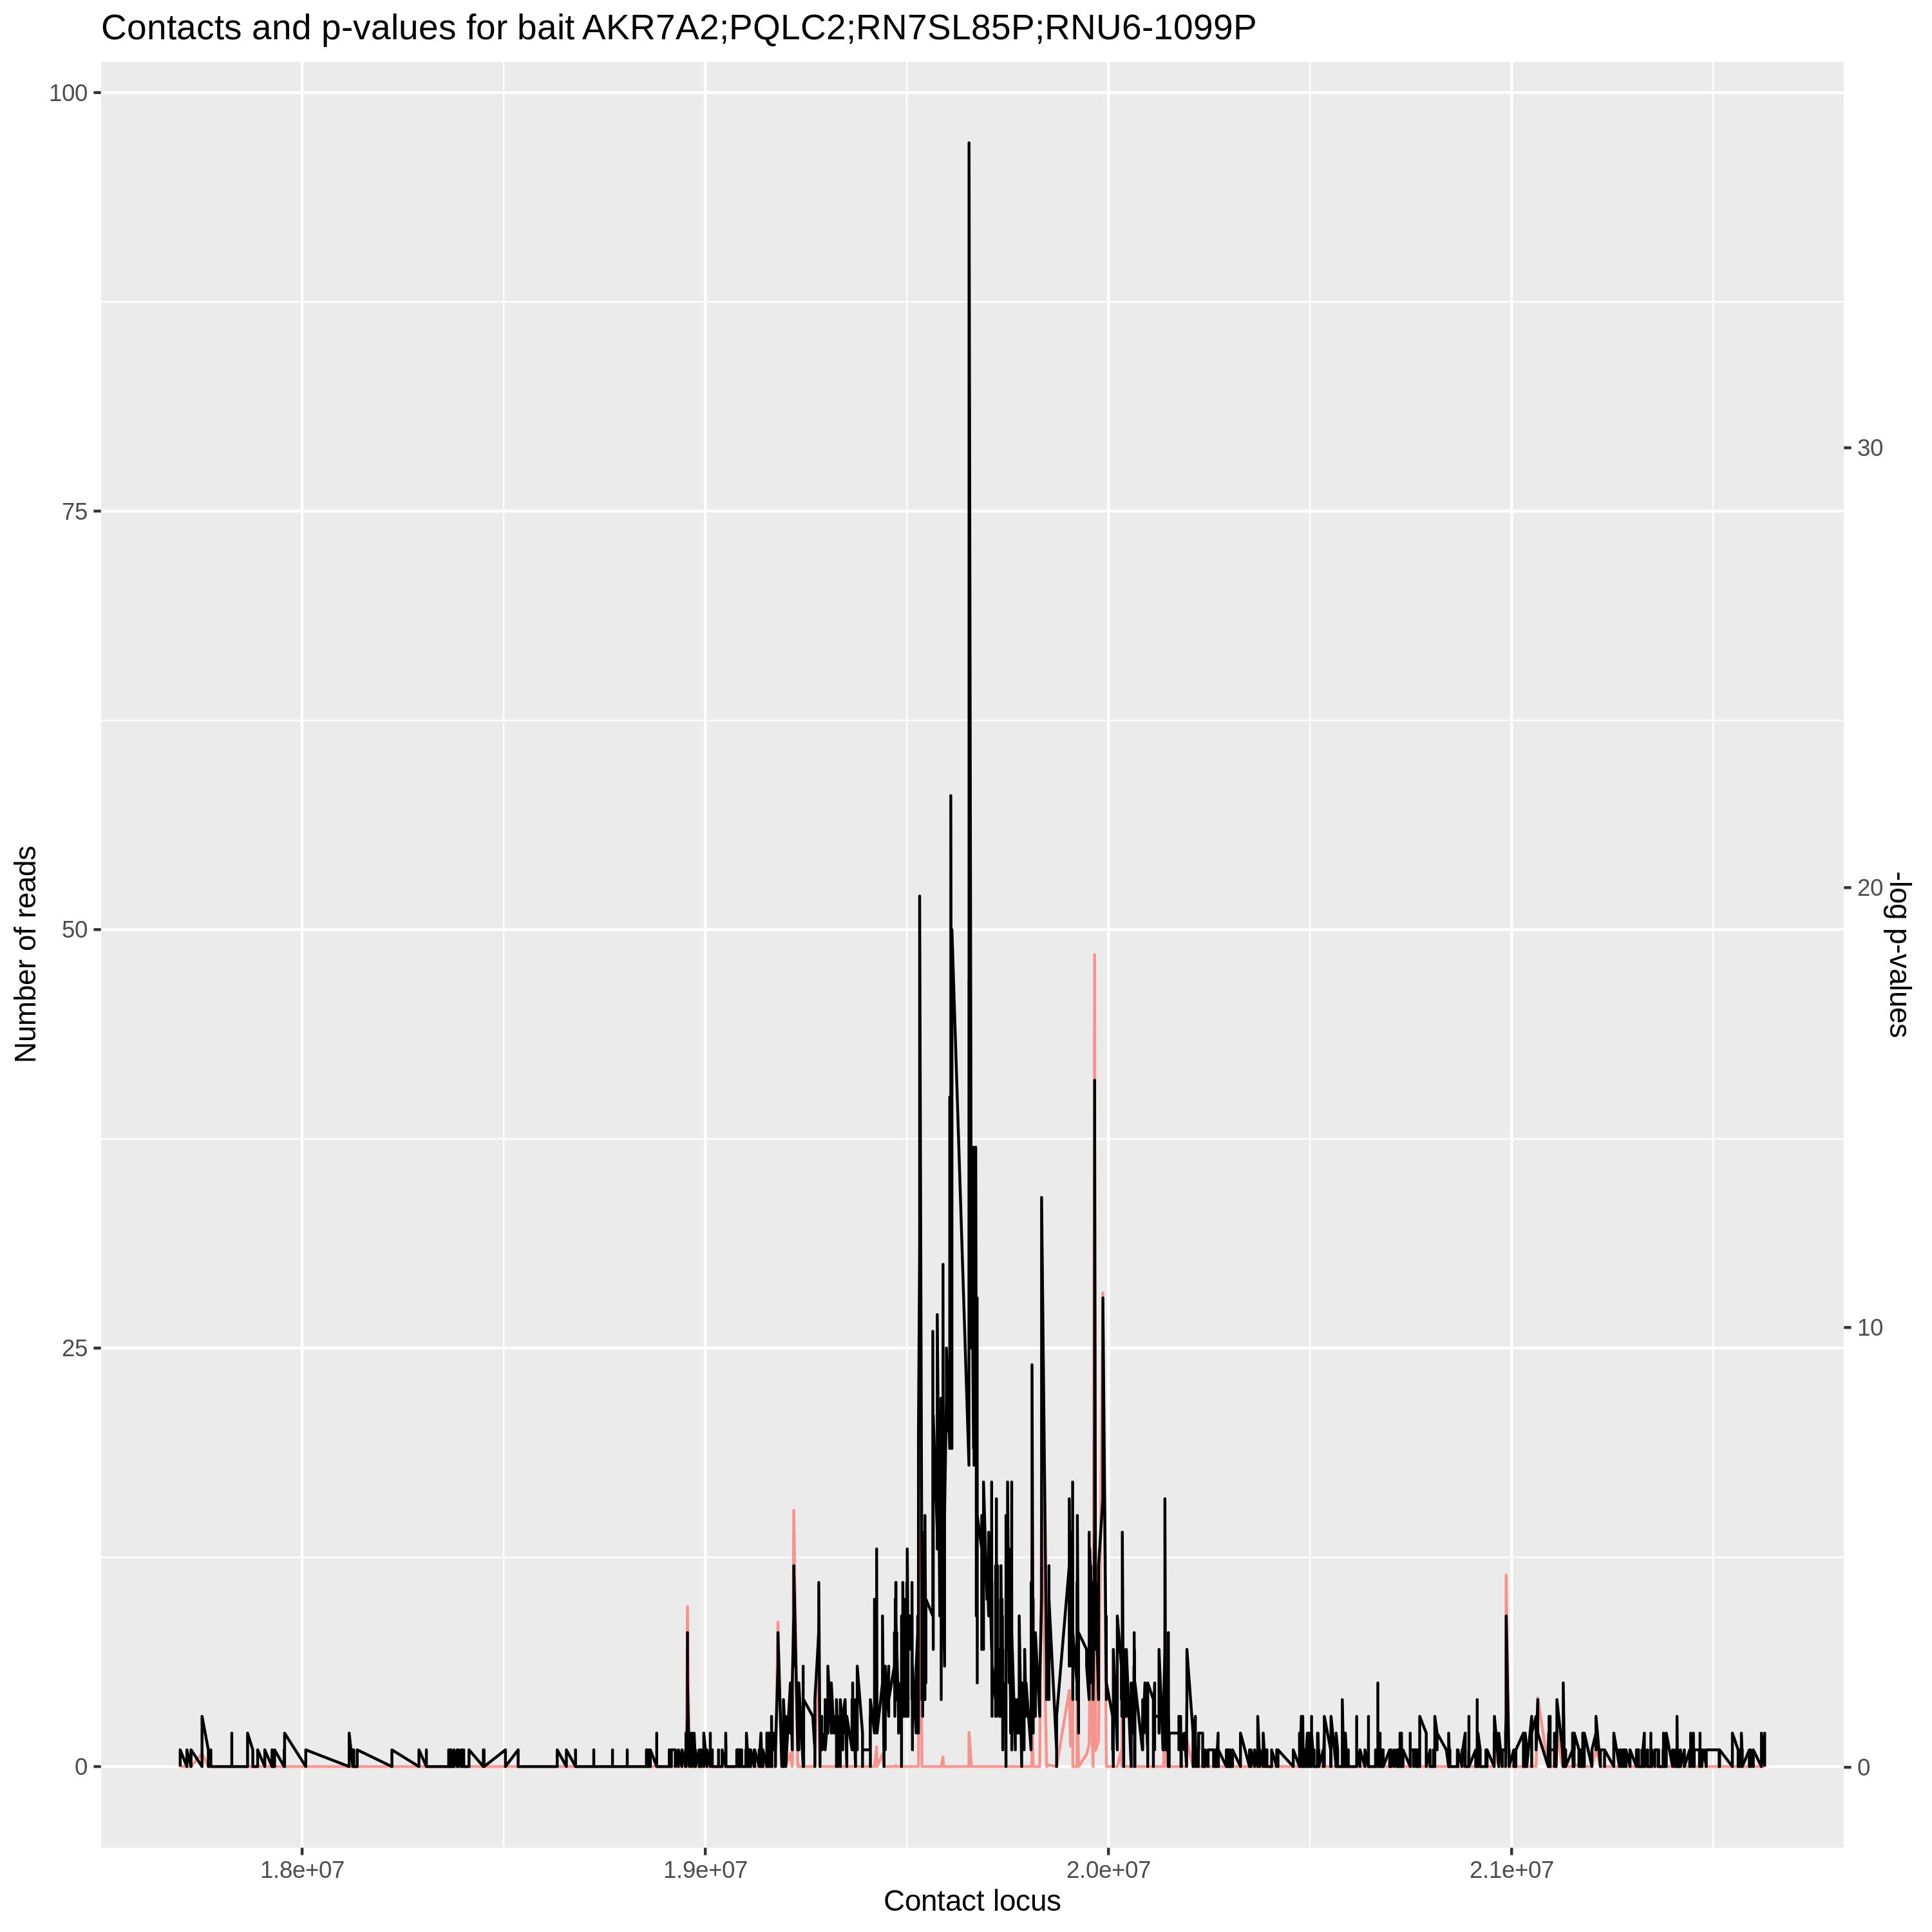 Contacts and p-values for bait AKR7A2;PQLC2;RN7SL85P;RNU6-1099P
100
75
50
25
0
Number of reads
30
20
10
0
-log p-values
1.8e+07
1.9e+07
2.0e+07
2.1e+07
Contact locus